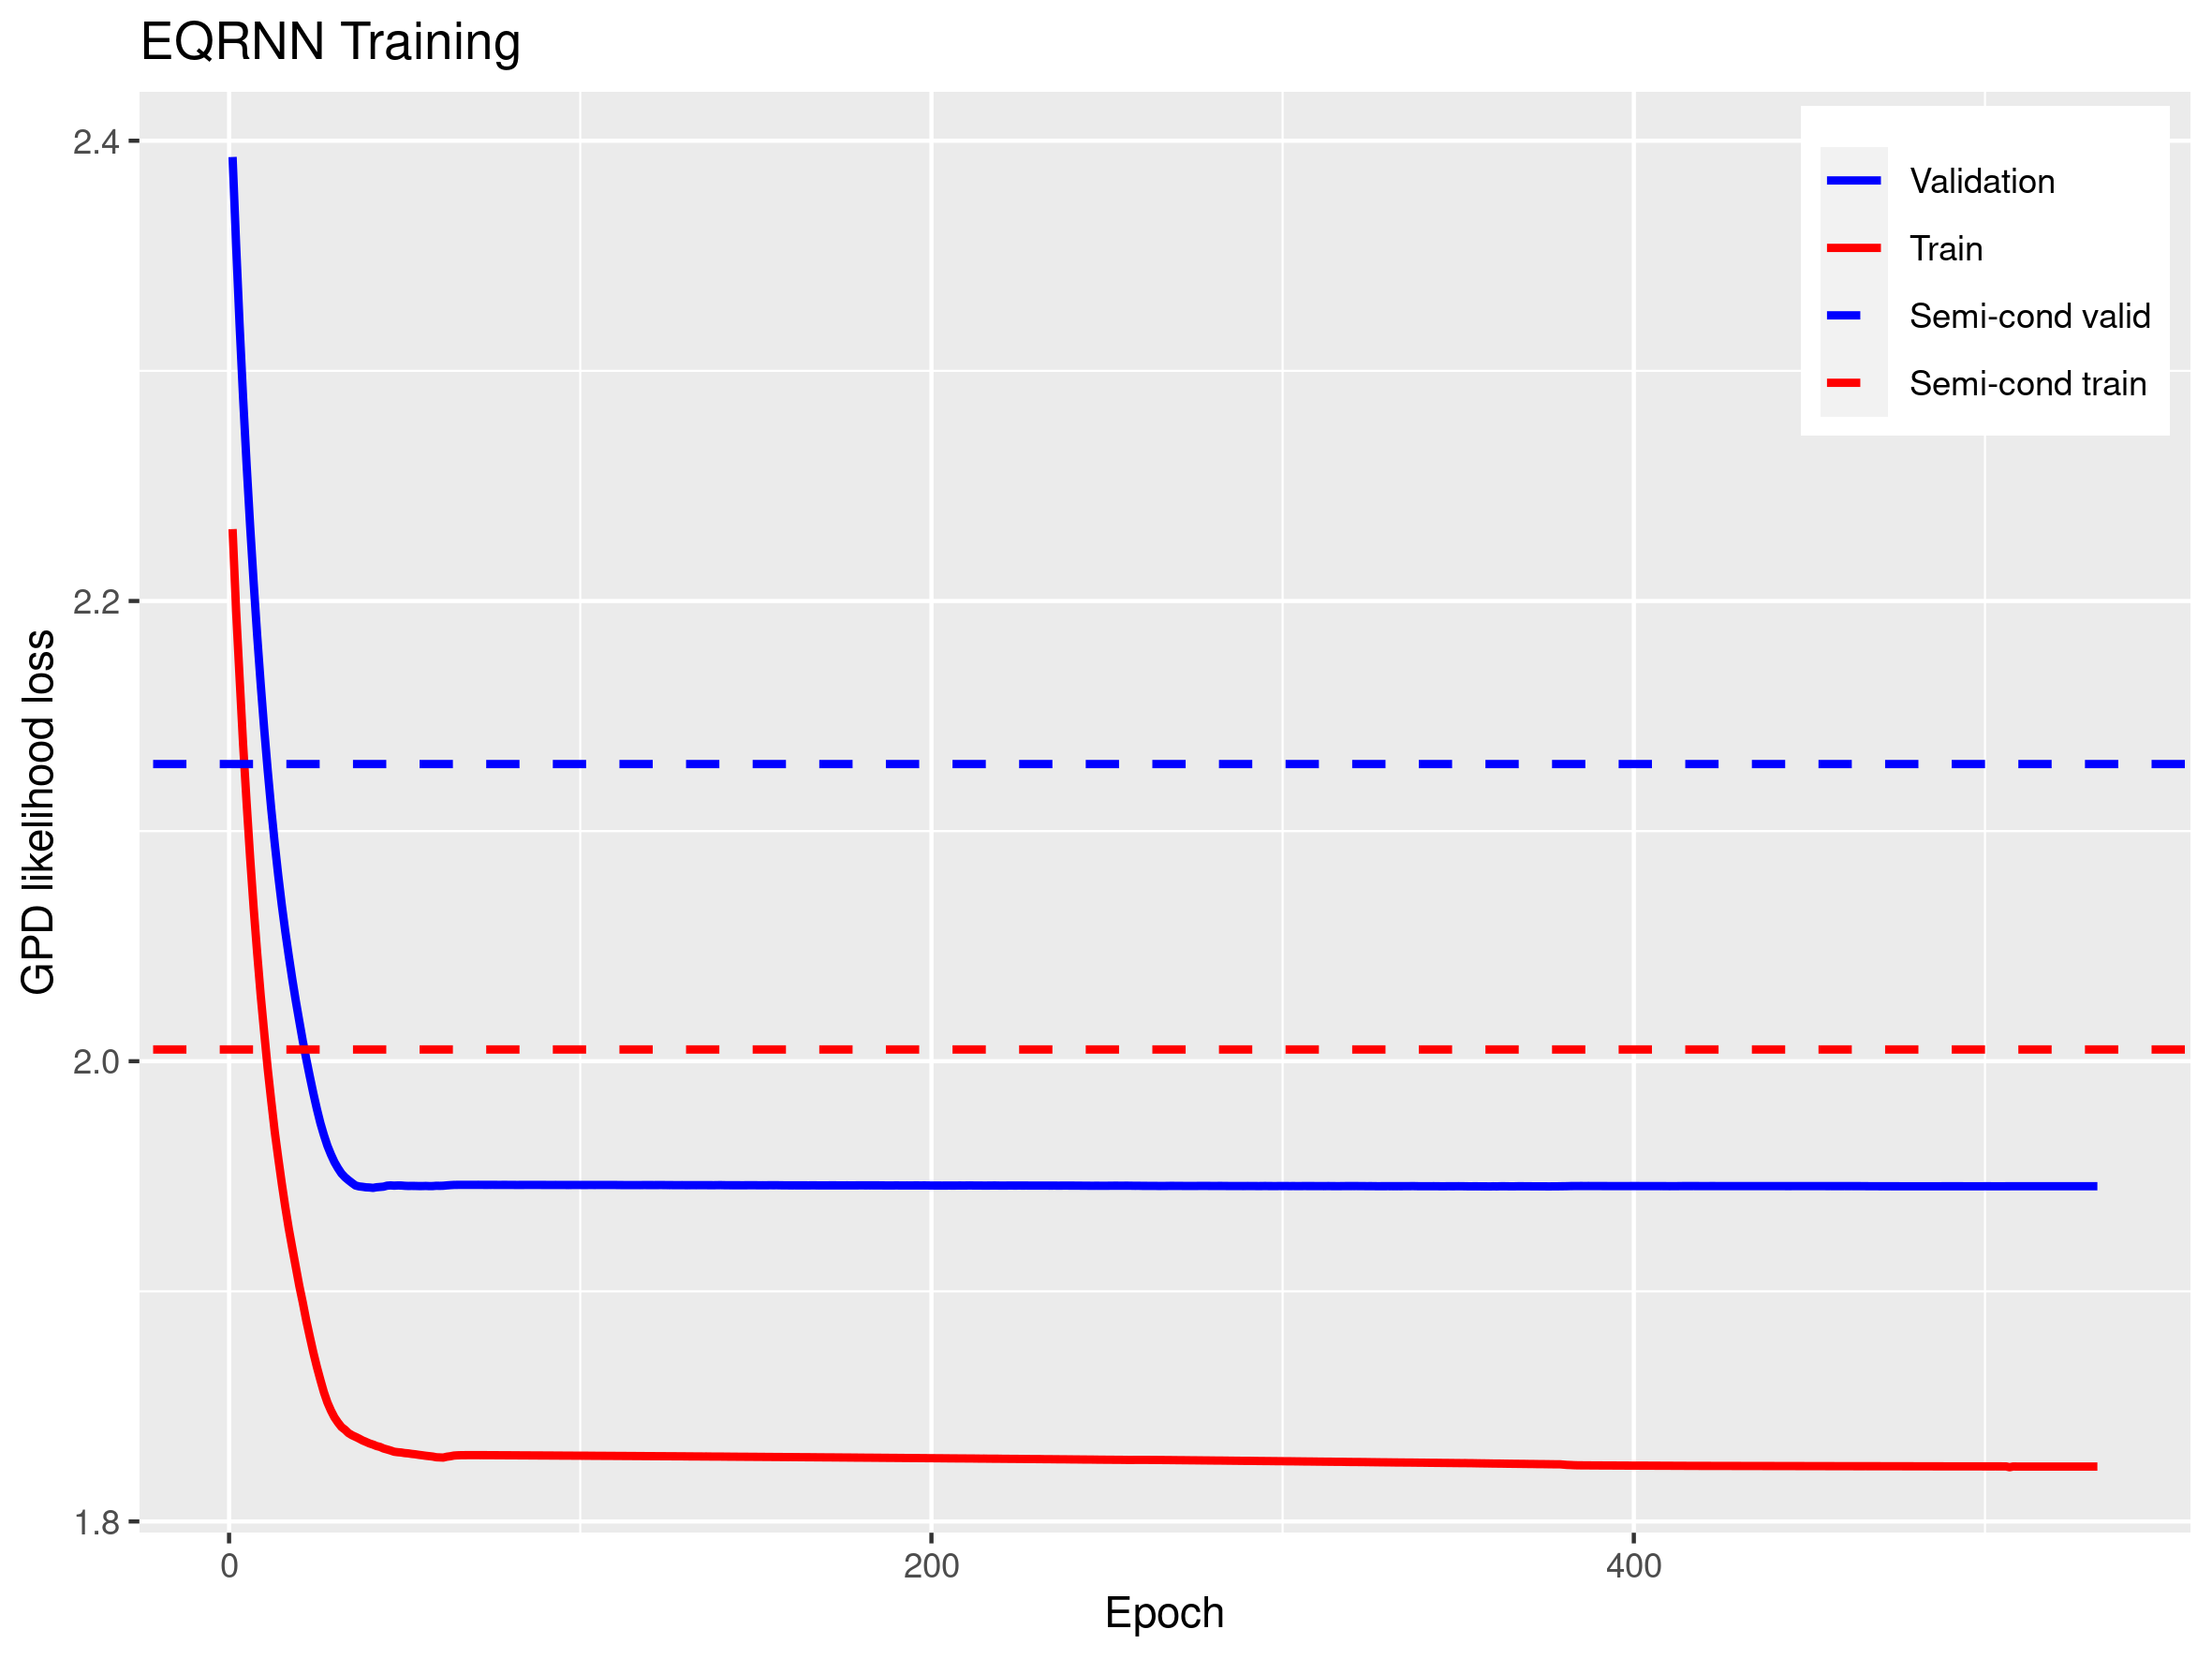 EQRNN Training
GPD likelihood loss
2.4
2.2
2.0
1.8
0
200
400
Epoch
Validation
Train
Semi-cond valid
Semi-cond train